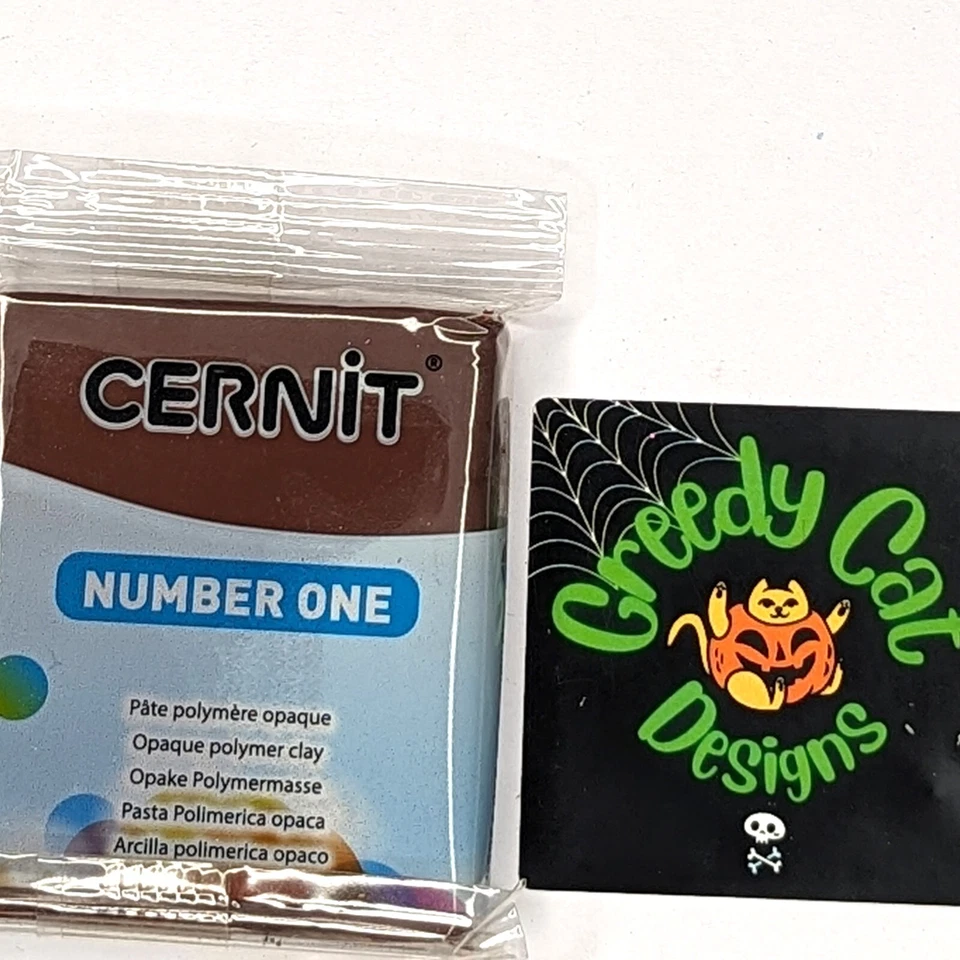 CERNiT®
NUMBER ONE
Pâte polymère opaque
Opaque polymer clay
Opake Polymermasse
Pasta Polimerica opaca
Arcilla polimerica opaco
Creedy Cat
Designs